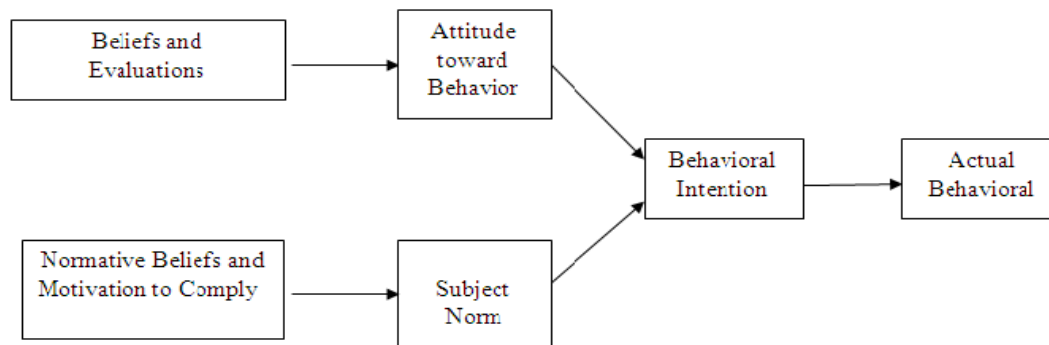 Beliefs and
Evaluations
Attitude
toward
Behavior
Behavioral
Intention
Actual
Behavioral
Normative Beliefs and
Motivation to Comply
Subject
Norm